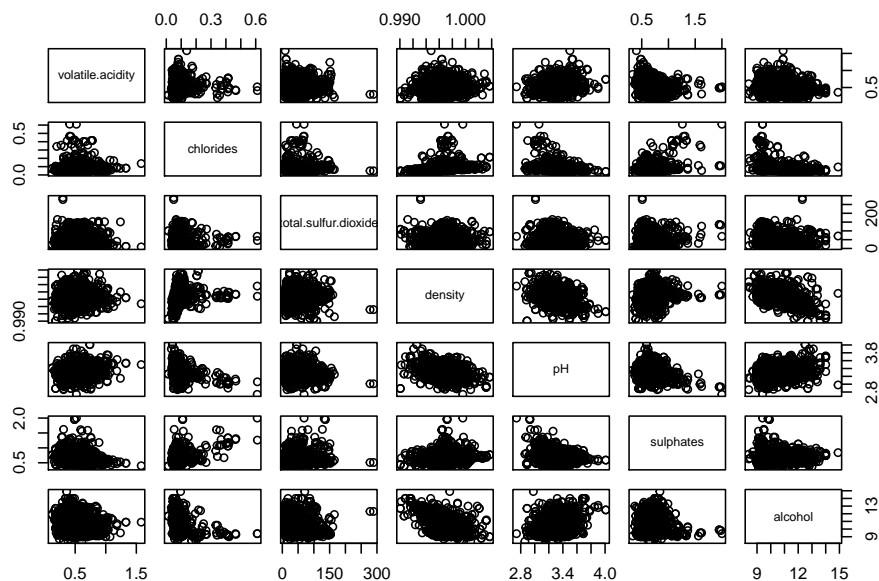 0.0 0.3 0.6 0.990 1.000 0.5 1.5
volatile.acidity 0.5
0.0 0.5 chlorides
total.sulfur.dioxide 0 200
0.990 density
pH 2.8 3.8
0.5 2.0 sulphates
alcohol 9 13
0.5 1.5 0 150 300 2.8 3.4 4.0 9 12 15